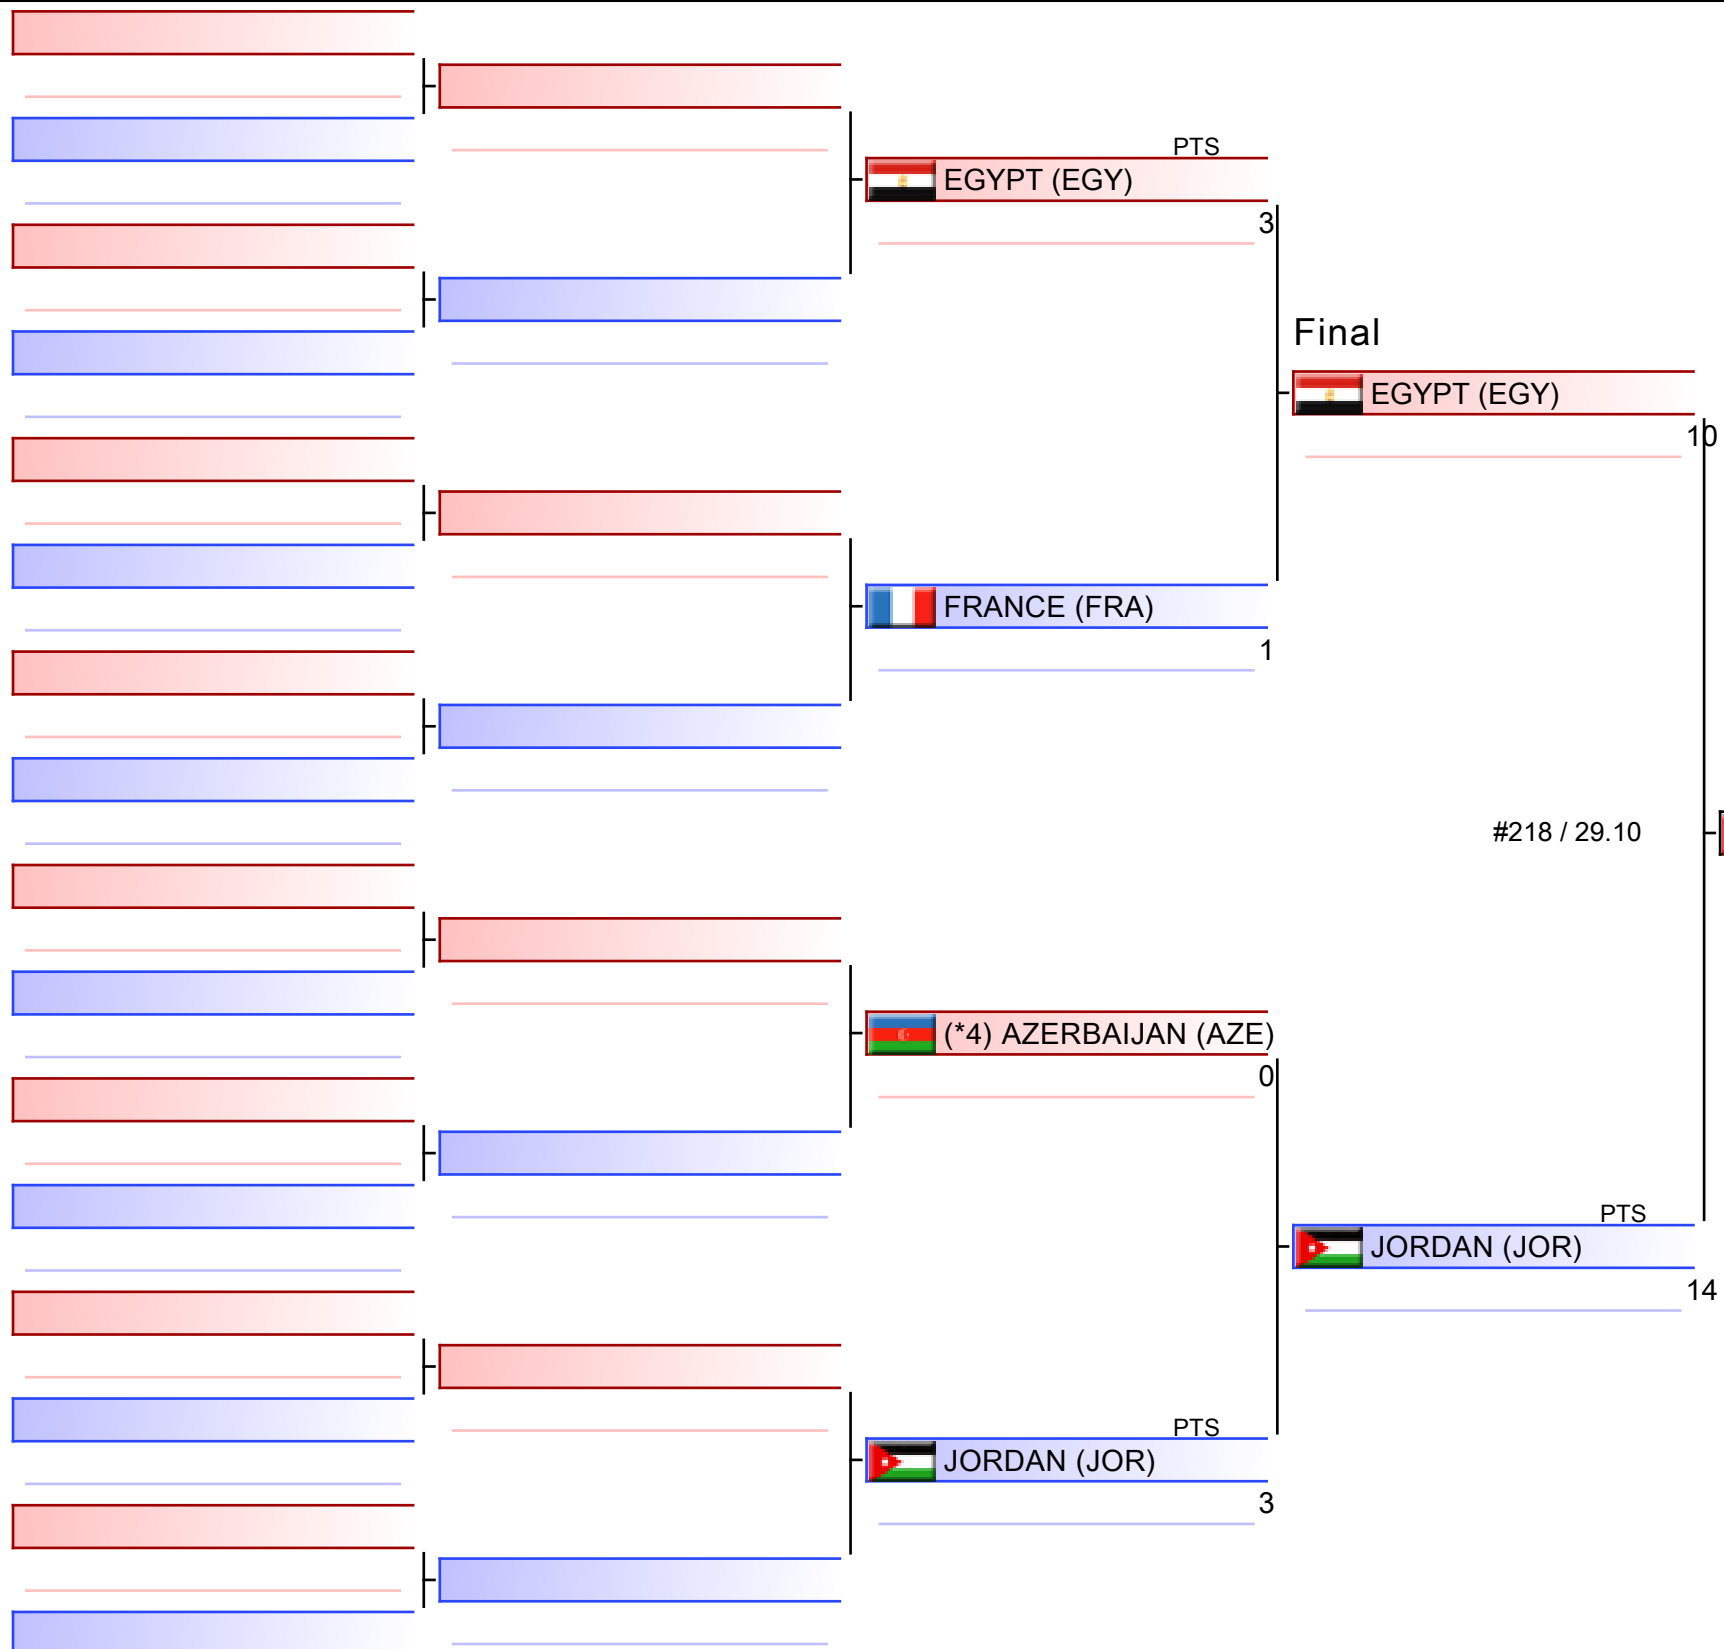 PTS
EGYPT (EGY)
3
Final
EGYPT (EGY)
10
FRANCE (FRA)
1
#218 / 29.10
(*4) AZERBAIJAN (AZE)
0
PTS
JORDAN (JOR)
14
PTS
JORDAN (JOR)
3